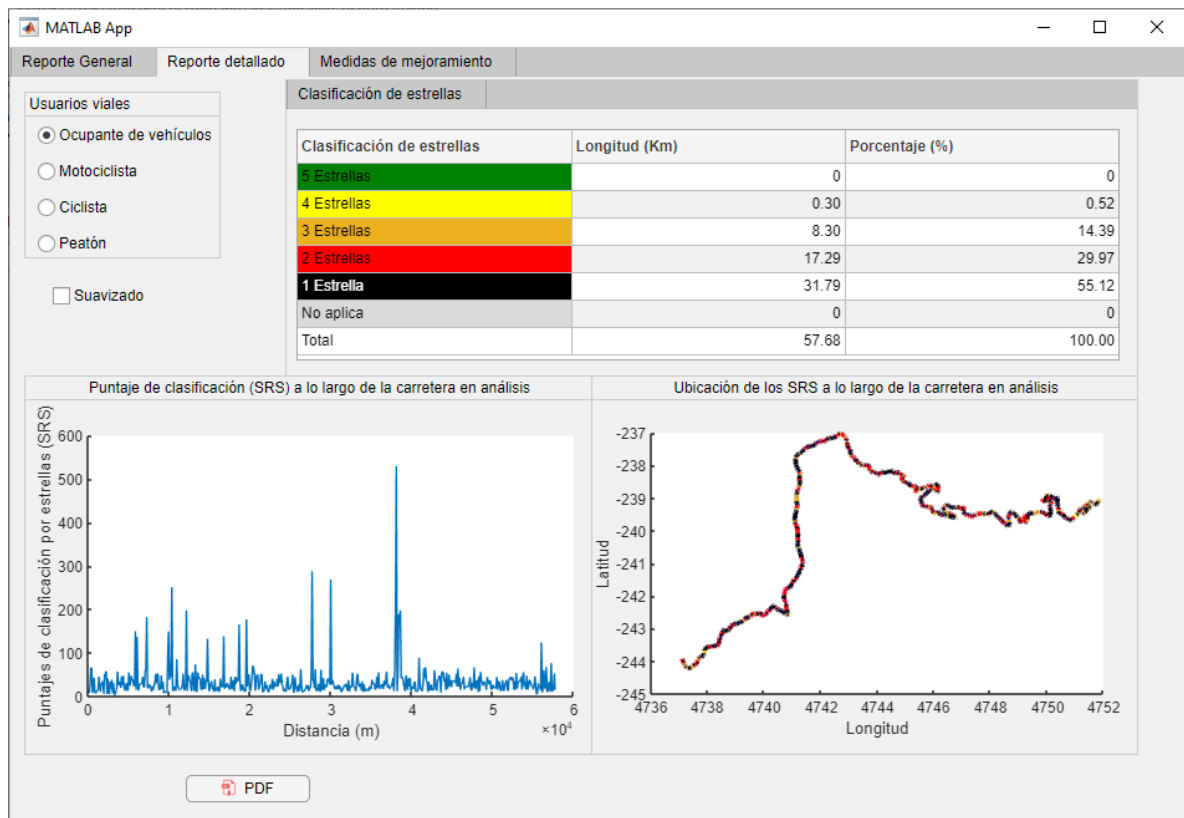 MATLAB App
Reporte General Reporte detallado Medidas de mejoramiento
Usuarios viales
Ocupante de vehículos
Motociclista
Ciclista
Peatón
Suavizado
Clasificación de estrellas
Clasificación de estrellas Longitud (Km) Porcentaje (%)
5 Estrellas 0 0
4 Estrellas 0.30 0.52
3 Estrellas 8.30 14.39
2 Estrellas 17.29 29.97
1 Estrella 31.79 55.12
No aplica 0 0
Total 57.68 100.00
Puntaje de clasificación (SRS) a lo largo de la carretera en análisis
Puntajes de clasificación por estrellas (SRS)
600
500
400
300
200
100
0
0 1 2 3 4 5 6
Distancia (m) ×10⁴
Ubicación de los SRS a lo largo de la carretera en análisis
Latitud
-237
-238
-239
-240
-241
-242
-243
-244
-245
4736 4738 4740 4742 4744 4746 4748 4750 4752
Longitud
PDF